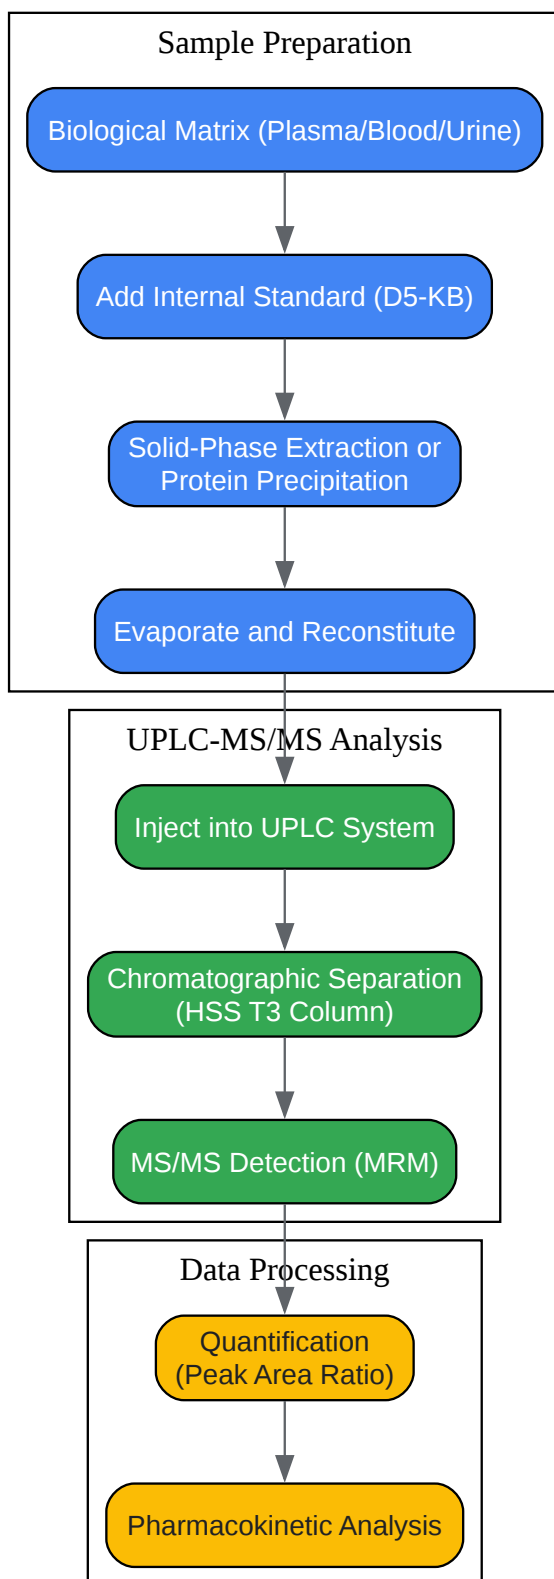 Sample Preparation
Biological Matrix (Plasma/Blood/Urine)
Add Internal Standard (D5-KB)
Solid-Phase Extraction or
Protein Precipitation
Evaporate and Reconstitute
UPLC-MS/MS Analysis
Inject into UPLC System
Chromatographic Separation
(HSS T3 Column)
MS/MS Detection (MRM)
Data Processing
Quantification
(Peak Area Ratio)
Pharmacokinetic Analysis